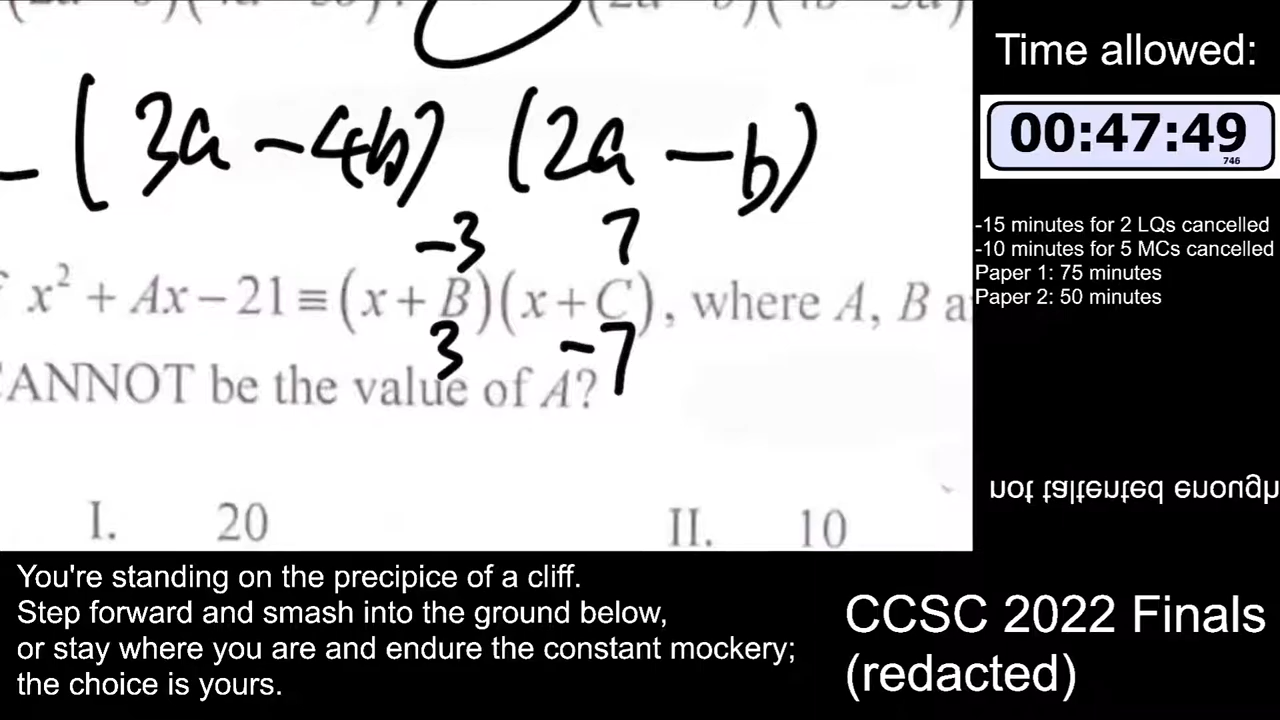 Time allowed:
00:47:49
746
-15 minutes for 2 LQs cancelled
-10 minutes for 5 MCs cancelled
Paper 1: 75 minutes
Paper 2: 50 minutes
- (3a - 4b) (2a - b)
-3 7
x² + Ax - 21 ≡ (x + B)(x + C), where A, B a
3 -7
CANNOT be the value of A?
I. 20 II. 10
not taltented enough
You're standing on the precipice of a cliff.
Step forward and smash into the ground below,
or stay where you are and endure the constant mockery;
the choice is yours.
CCSC 2022 Finals
(redacted)